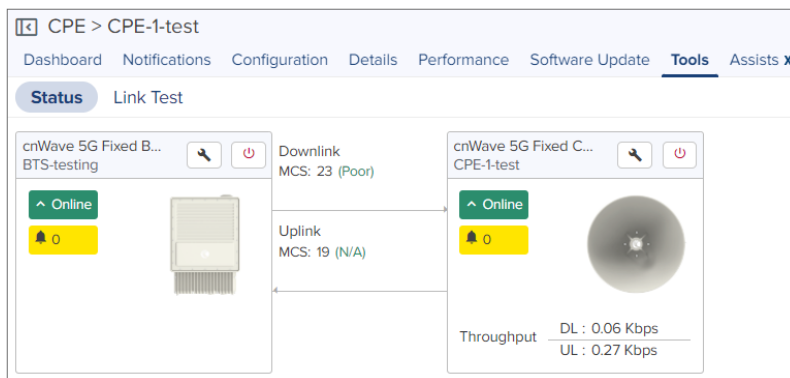 CPE > CPE-1-test
Dashboard Notifications Configuration Details Performance Software Update Tools Assists
Status Link Test
cnWave 5G Fixed B...
BTS-testing
Online
0
Downlink
MCS: 23 (Poor)
Uplink
MCS: 19 (N/A)
cnWave 5G Fixed C...
CPE-1-test
Online
0
Throughput
DL : 0.06 Kbps
UL : 0.27 Kbps